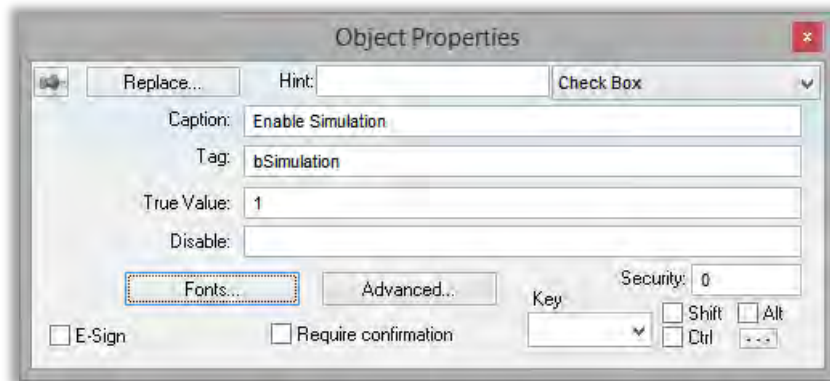 Object Properties
x
Replace... Hint: Check Box
Caption: Enable Simulation
Tag: bSimulation
True Value: 1
Disable:
Fonts... Advanced... Key Security: 0
E-Sign Require confirmation Shift Alt
Ctrl ...